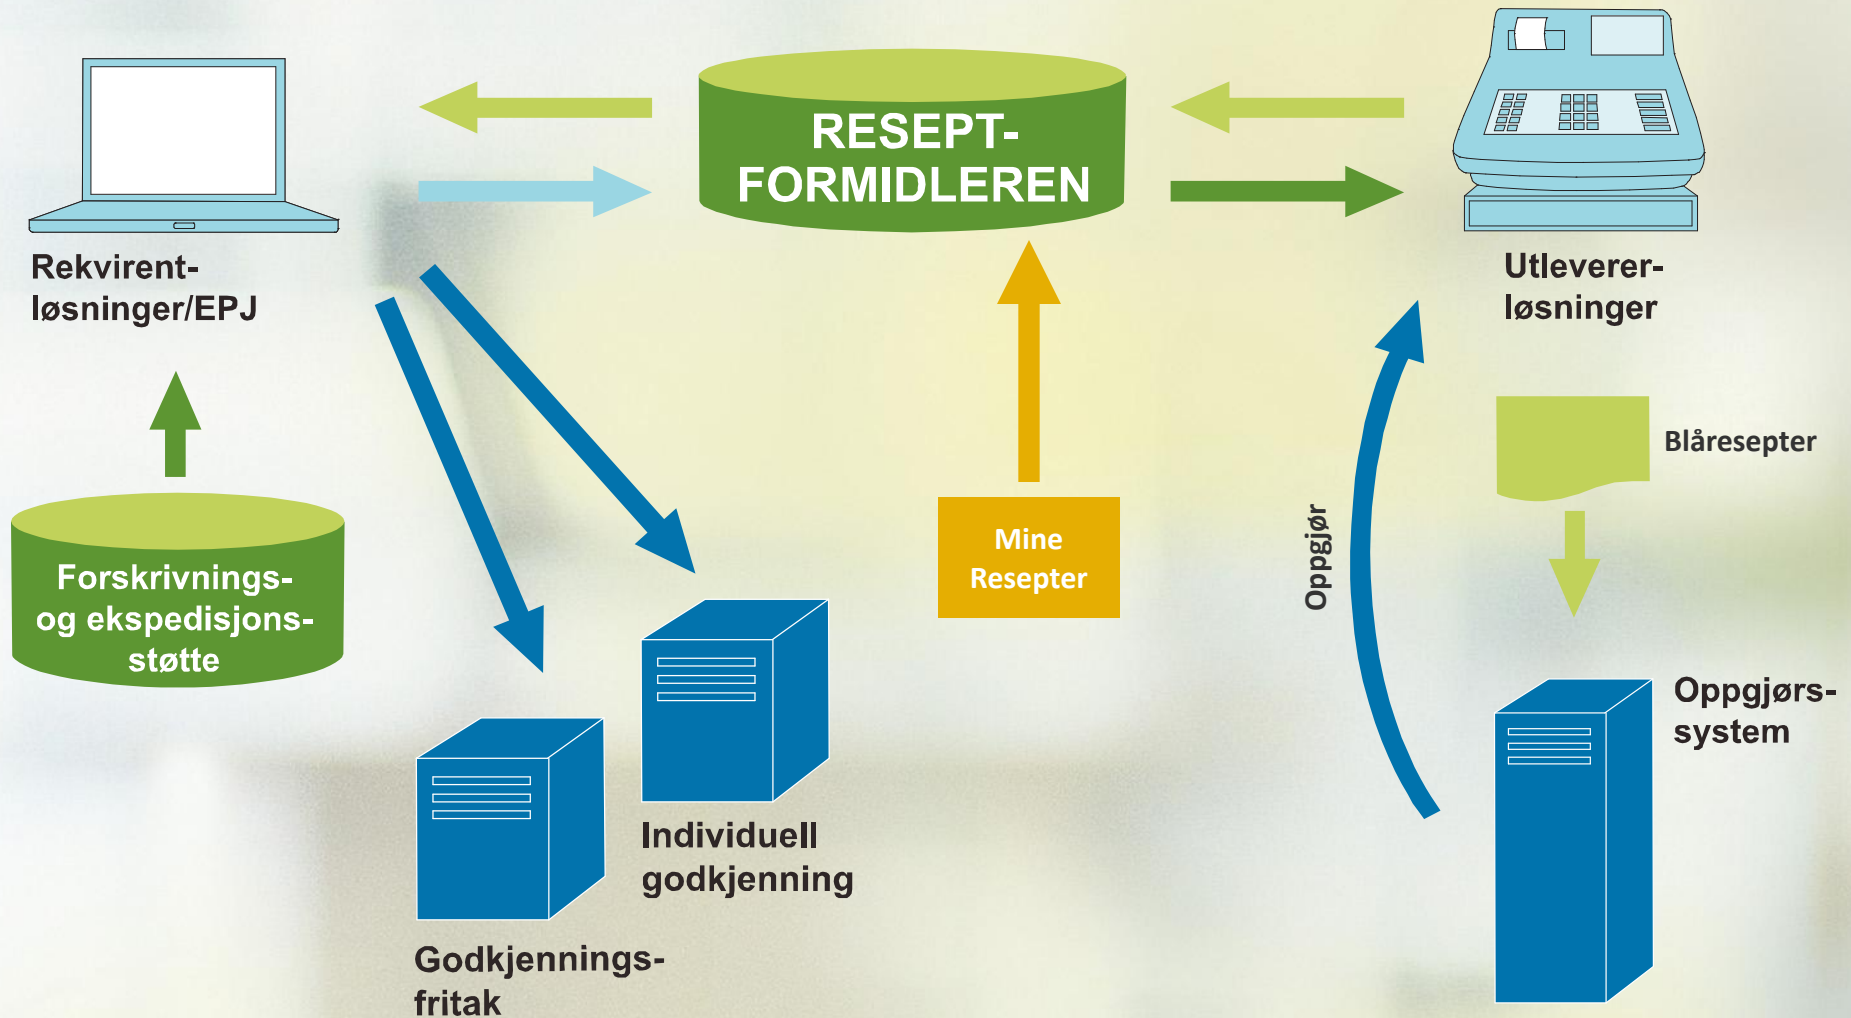 RESEPT-
FORMIDLEREN
Rekvirent-
løsninger/EPJ
Utleverer-
løsninger
Blåresepter
Oppgjør
Mine
Resepter
Forskrivnings-
og ekspedisjons-
støtte
Oppgjørs-
system
Individuell
godkjenning
Godkjennings-
fritak